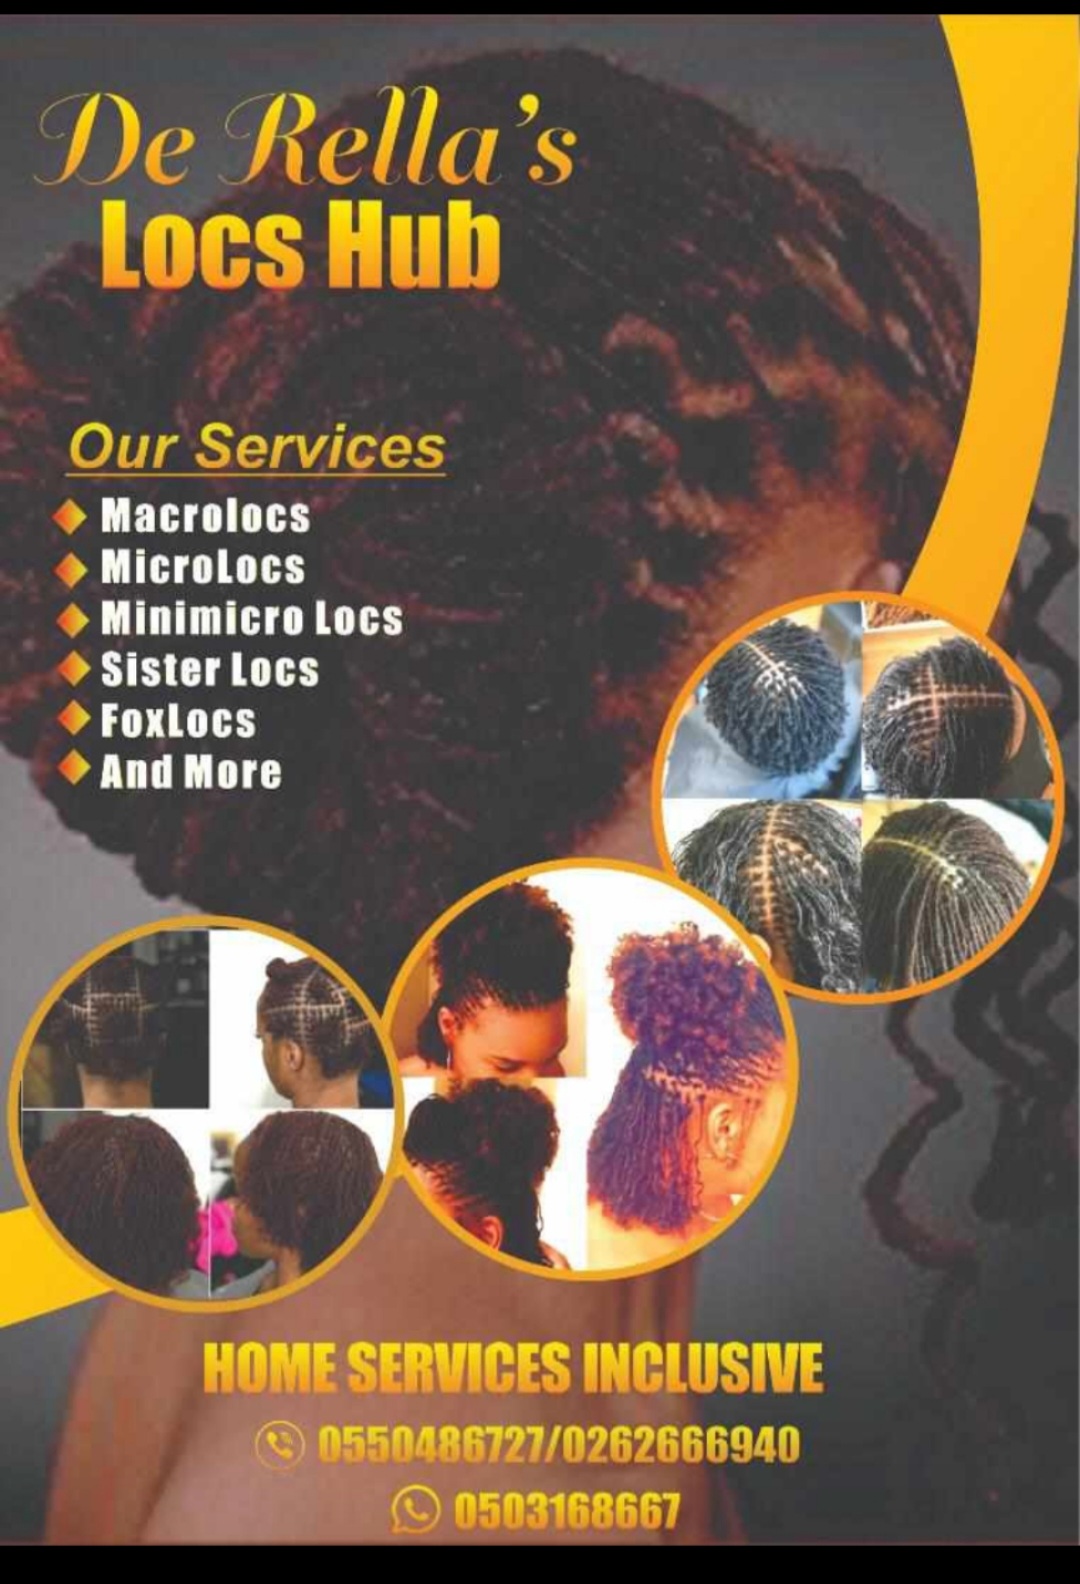 De Rella's
Locs Hub
Our Services
Macrolocs
MicroLocs
Minimicro Locs
Sister Locs
FoxLocs
And More
HOME SERVICES INCLUSIVE
0550486727/0262666940
0503168667